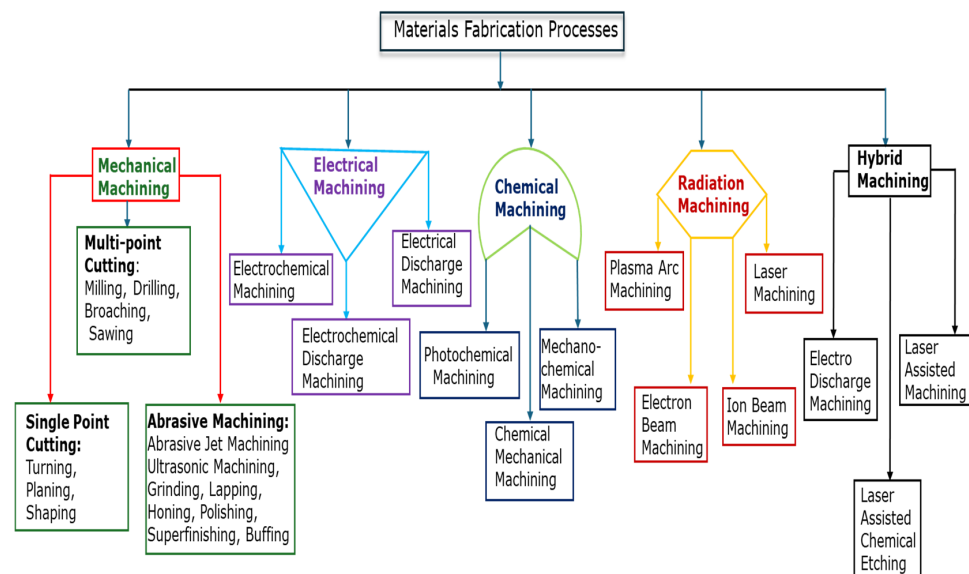 Materials Fabrication Processes
Mechanical
Machining
Electrical
Machining
Chemical
Machining
Radiation
Machining
Hybrid
Machining
Multi-point
Cutting:
Milling, Drilling,
Broaching,
Sawing
Single Point
Cutting:
Turning,
Planing,
Shaping
Abrasive Machining:
Abrasive Jet Machining
Ultrasonic Machining,
Grinding, Lapping,
Honing, Polishing,
Superfinishing, Buffing
Electrochemical
Machining
Electrochemical
Discharge
Machining
Electrical
Discharge
Machining
Photochemical
Machining
Chemical
Mechanical
Machining
Mechano-
chemical
Machining
Plasma Arc
Machining
Electron
Beam
Machining
Ion Beam
Machining
Laser
Machining
Electro
Discharge
Machining
Laser
Assisted
Chemical
Etching
Laser
Assisted
Machining